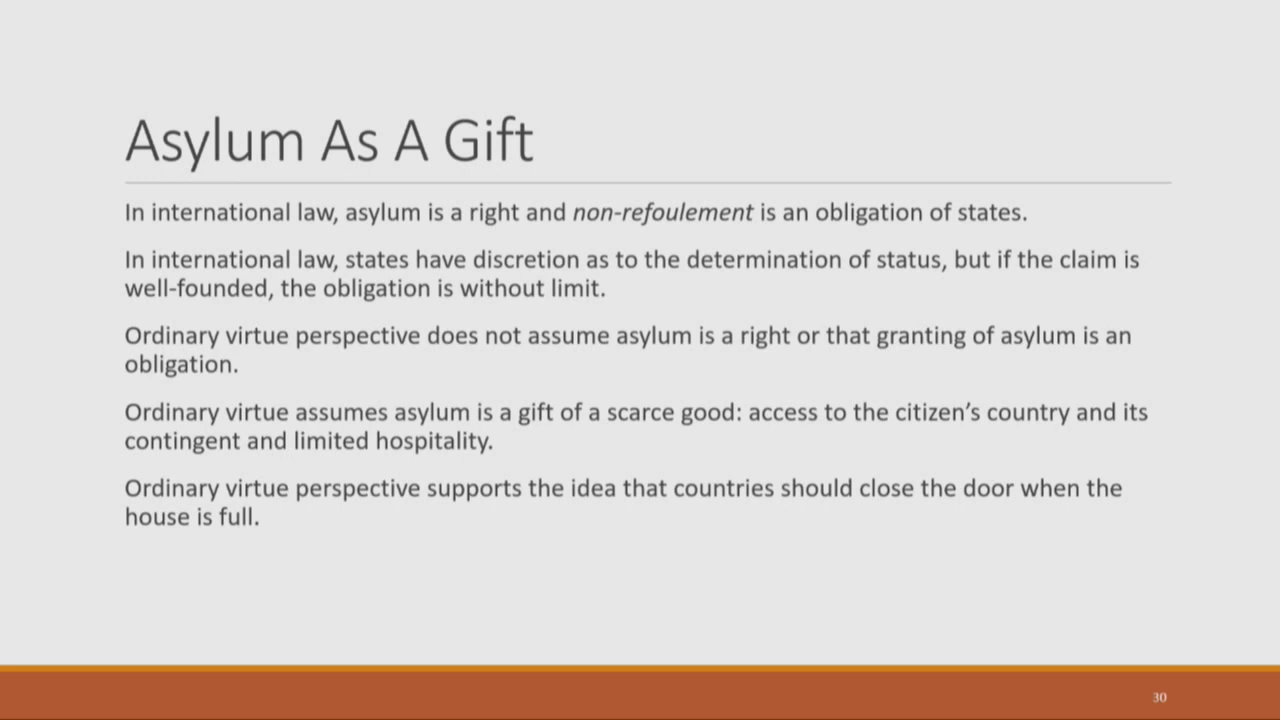 Asylum As A Gift
In international law, asylum is a right and non-refoulement is an obligation of states.
In international law, states have discretion as to the determination of status, but if the claim is
well-founded, the obligation is without limit.
Ordinary virtue perspective does not assume asylum is a right or that granting of asylum is an
obligation.
Ordinary virtue assumes asylum is a gift of a scarce good: access to the citizen’s country and its
contingent and limited hospitality.
Ordinary virtue perspective supports the idea that countries should close the door when the
house is full.
30